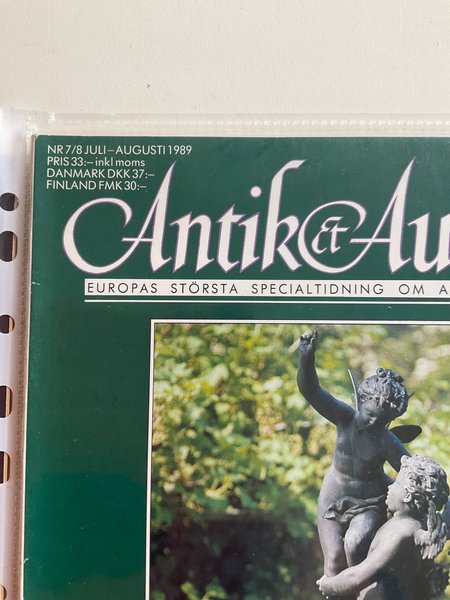 NR 7/8 JULI–AUGUSTI 1989
PRIS 33:– inkl moms
DANMARK DKK 37:–
FINLAND FMK 30:–
Antik & Au
EUROPAS STÖRSTA SPECIALTIDNING OM A